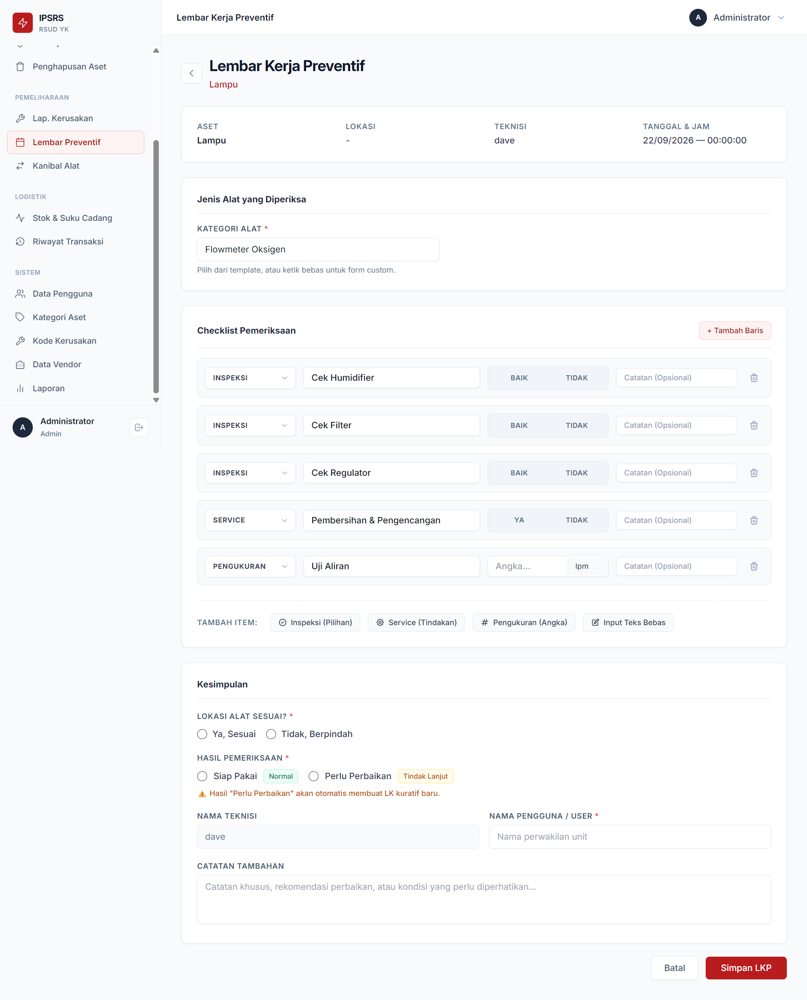 IPSRS
RSUD YK
Penghapusan Aset
PEMELIHARAAN
Lap. Kerusakan
Lembar Preventif
Kanibal Alat
LOGISTIK
Stok & Suku Cadang
Riwayat Transaksi
SISTEM
Data Pengguna
Kategori Aset
Kode Kerusakan
Data Vendor
Laporan
A
Administrator
Admin
Lembar Kerja Preventif
A
Administrator
Lembar Kerja Preventif
Lampu
ASET
Lampu
LOKASI
-
TEKNISI
dave
TANGGAL & JAM
22/09/2026 — 00:00:00
Jenis Alat yang Diperiksa
KATEGORI ALAT *
Flowmeter Oksigen
Pilih dari template, atau ketik bebas untuk form custom.
Checklist Pemeriksaan
+ Tambah Baris
INSPEKSI Cek Humidifier BAIK TIDAK Catatan (Opsional)
INSPEKSI Cek Filter BAIK TIDAK Catatan (Opsional)
INSPEKSI Cek Regulator BAIK TIDAK Catatan (Opsional)
SERVICE Pembersihan & Pengencangan YA TIDAK Catatan (Opsional)
PENGUKURAN Uji Aliran Angka... lpm Catatan (Opsional)
TAMBAH ITEM: Inspeksi (Pilihan) Service (Tindakan) # Pengukuran (Angka) Input Teks Bebas
Kesimpulan
LOKASI ALAT SESUAI? *
Ya, Sesuai Tidak, Berpindah
HASIL PEMERIKSAAN *
Siap Pakai Normal Perlu Perbaikan Tindak Lanjut
⚠ Hasil "Perlu Perbaikan" akan otomatis membuat LK kuratif baru.
NAMA TEKNISI
dave
NAMA PENGGUNA / USER *
Nama perwakilan unit
CATATAN TAMBAHAN
Catatan khusus, rekomendasi perbaikan, atau kondisi yang perlu diperhatikan...
Batal
Simpan LKP